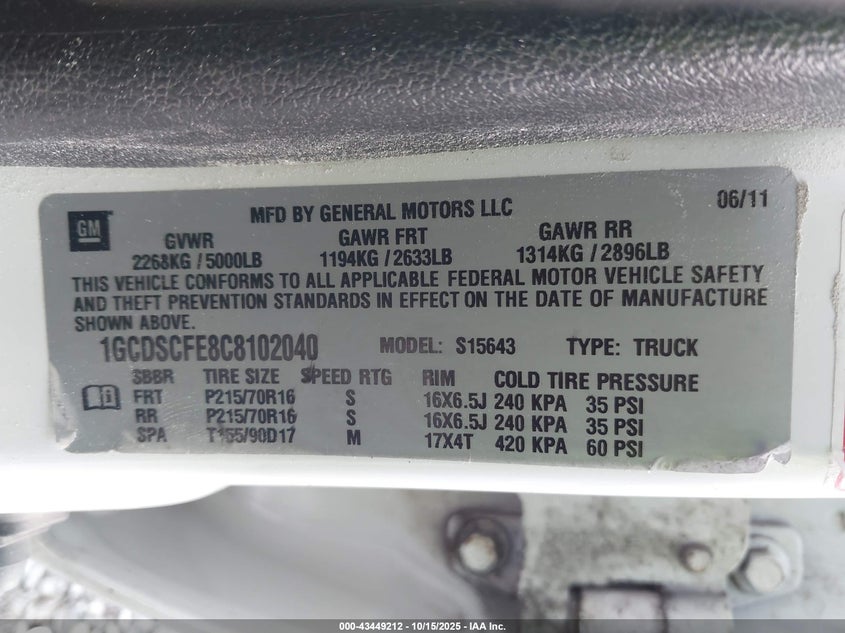 GM
MFD BY GENERAL MOTORS LLC
06/11
GVWR GAWR FRT GAWR RR
2268KG / 5000LB 1194KG / 2633LB 1314KG / 2896LB
THIS VEHICLE CONFORMS TO ALL APPLICABLE FEDERAL MOTOR VEHICLE SAFETY
AND THEFT PREVENTION STANDARDS IN EFFECT ON THE DATE OF MANUFACTURE
SHOWN ABOVE.
1GCDSCFE8C8102040 MODEL: S15643 TYPE: TRUCK
SBBR TIRE SIZE SPEED RTG RIM COLD TIRE PRESSURE
FRT P215/70R16 S 16X6.5J 240 KPA 35 PSI
RR P215/70R16 S 16X6.5J 240 KPA 35 PSI
SPA T155/90D17 M 17X4T 420 KPA 60 PSI
000-43449212 - 10/15/2025 - IAA Inc.